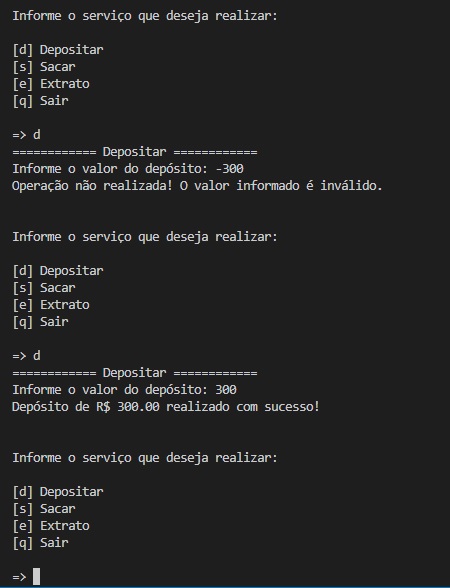 Informe o serviço que deseja realizar:
[d] Depositar
[s] Sacar
[e] Extrato
[q] Sair
=> d
============ Depositar ============
Informe o valor do depósito: -300
Operação não realizada! O valor informado é inválido.
Informe o serviço que deseja realizar:
[d] Depositar
[s] Sacar
[e] Extrato
[q] Sair
=> d
============ Depositar ============
Informe o valor do depósito: 300
Depósito de R$ 300.00 realizado com sucesso!
Informe o serviço que deseja realizar:
[d] Depositar
[s] Sacar
[e] Extrato
[q] Sair
=>